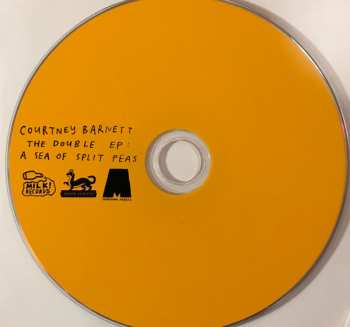 COURTNEY BARNETT
THE DOUBLE EP:
A SEA OF SPLIT PEAS
MILK!
RECORDS